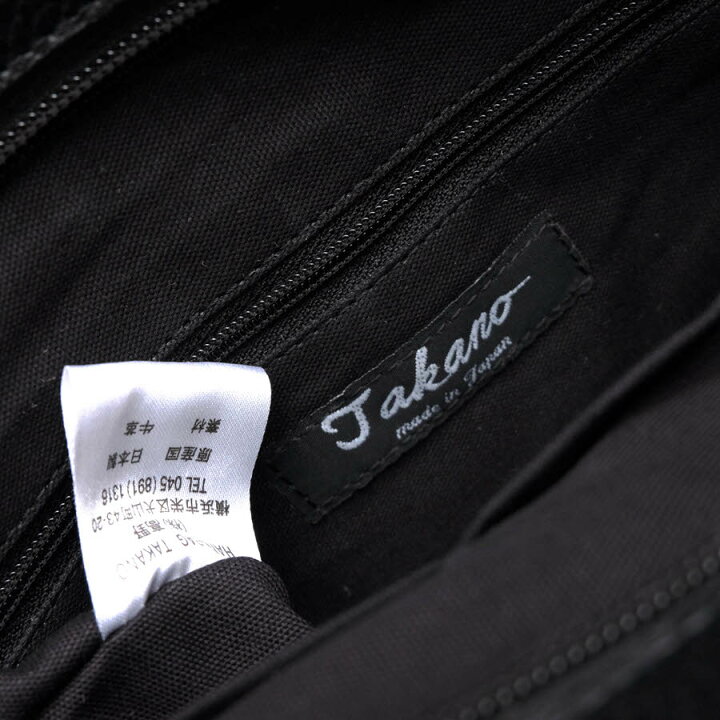 Takano
made in Japan
TAKANO
㈱高野
横浜市栄区犬山町43-20
TEL 045 (891) 1316
原産国 日本製
素材 牛革